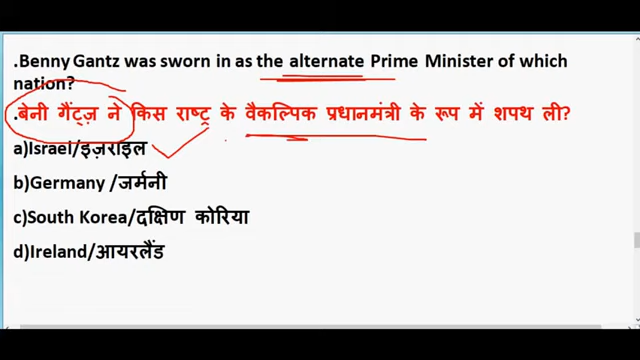 .Benny Gantz was sworn in as the alternate Prime Minister of which
nation?
.बेनी गैंट्ज़ ने किस राष्ट्र के वैकल्पिक प्रधानमंत्री के रूप में शपथ ली?
a)Israel/इज़राइल
b)Germany /जर्मनी
c)South Korea/दक्षिण कोरिया
d)Ireland/आयरलैंड